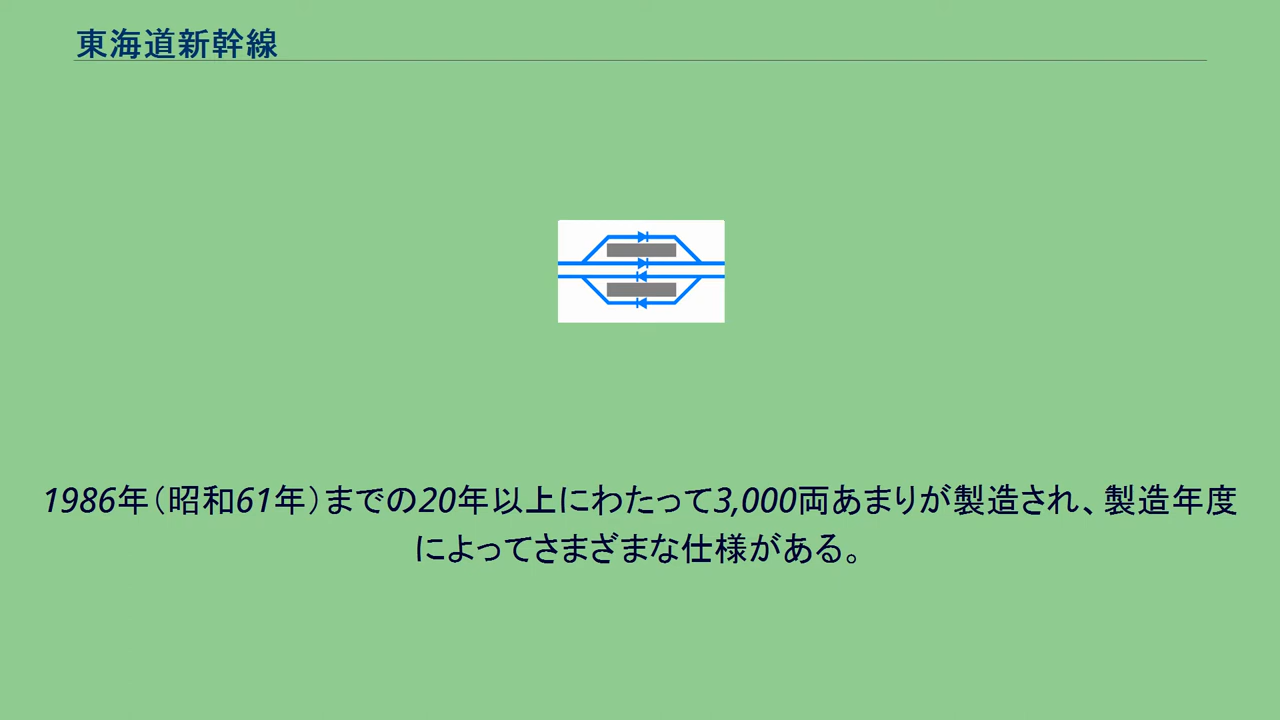 東海道新幹線
1986年（昭和61年）までの20年以上にわたって3,000両あまりが製造され、製造年度
によってさまざまな仕様がある。